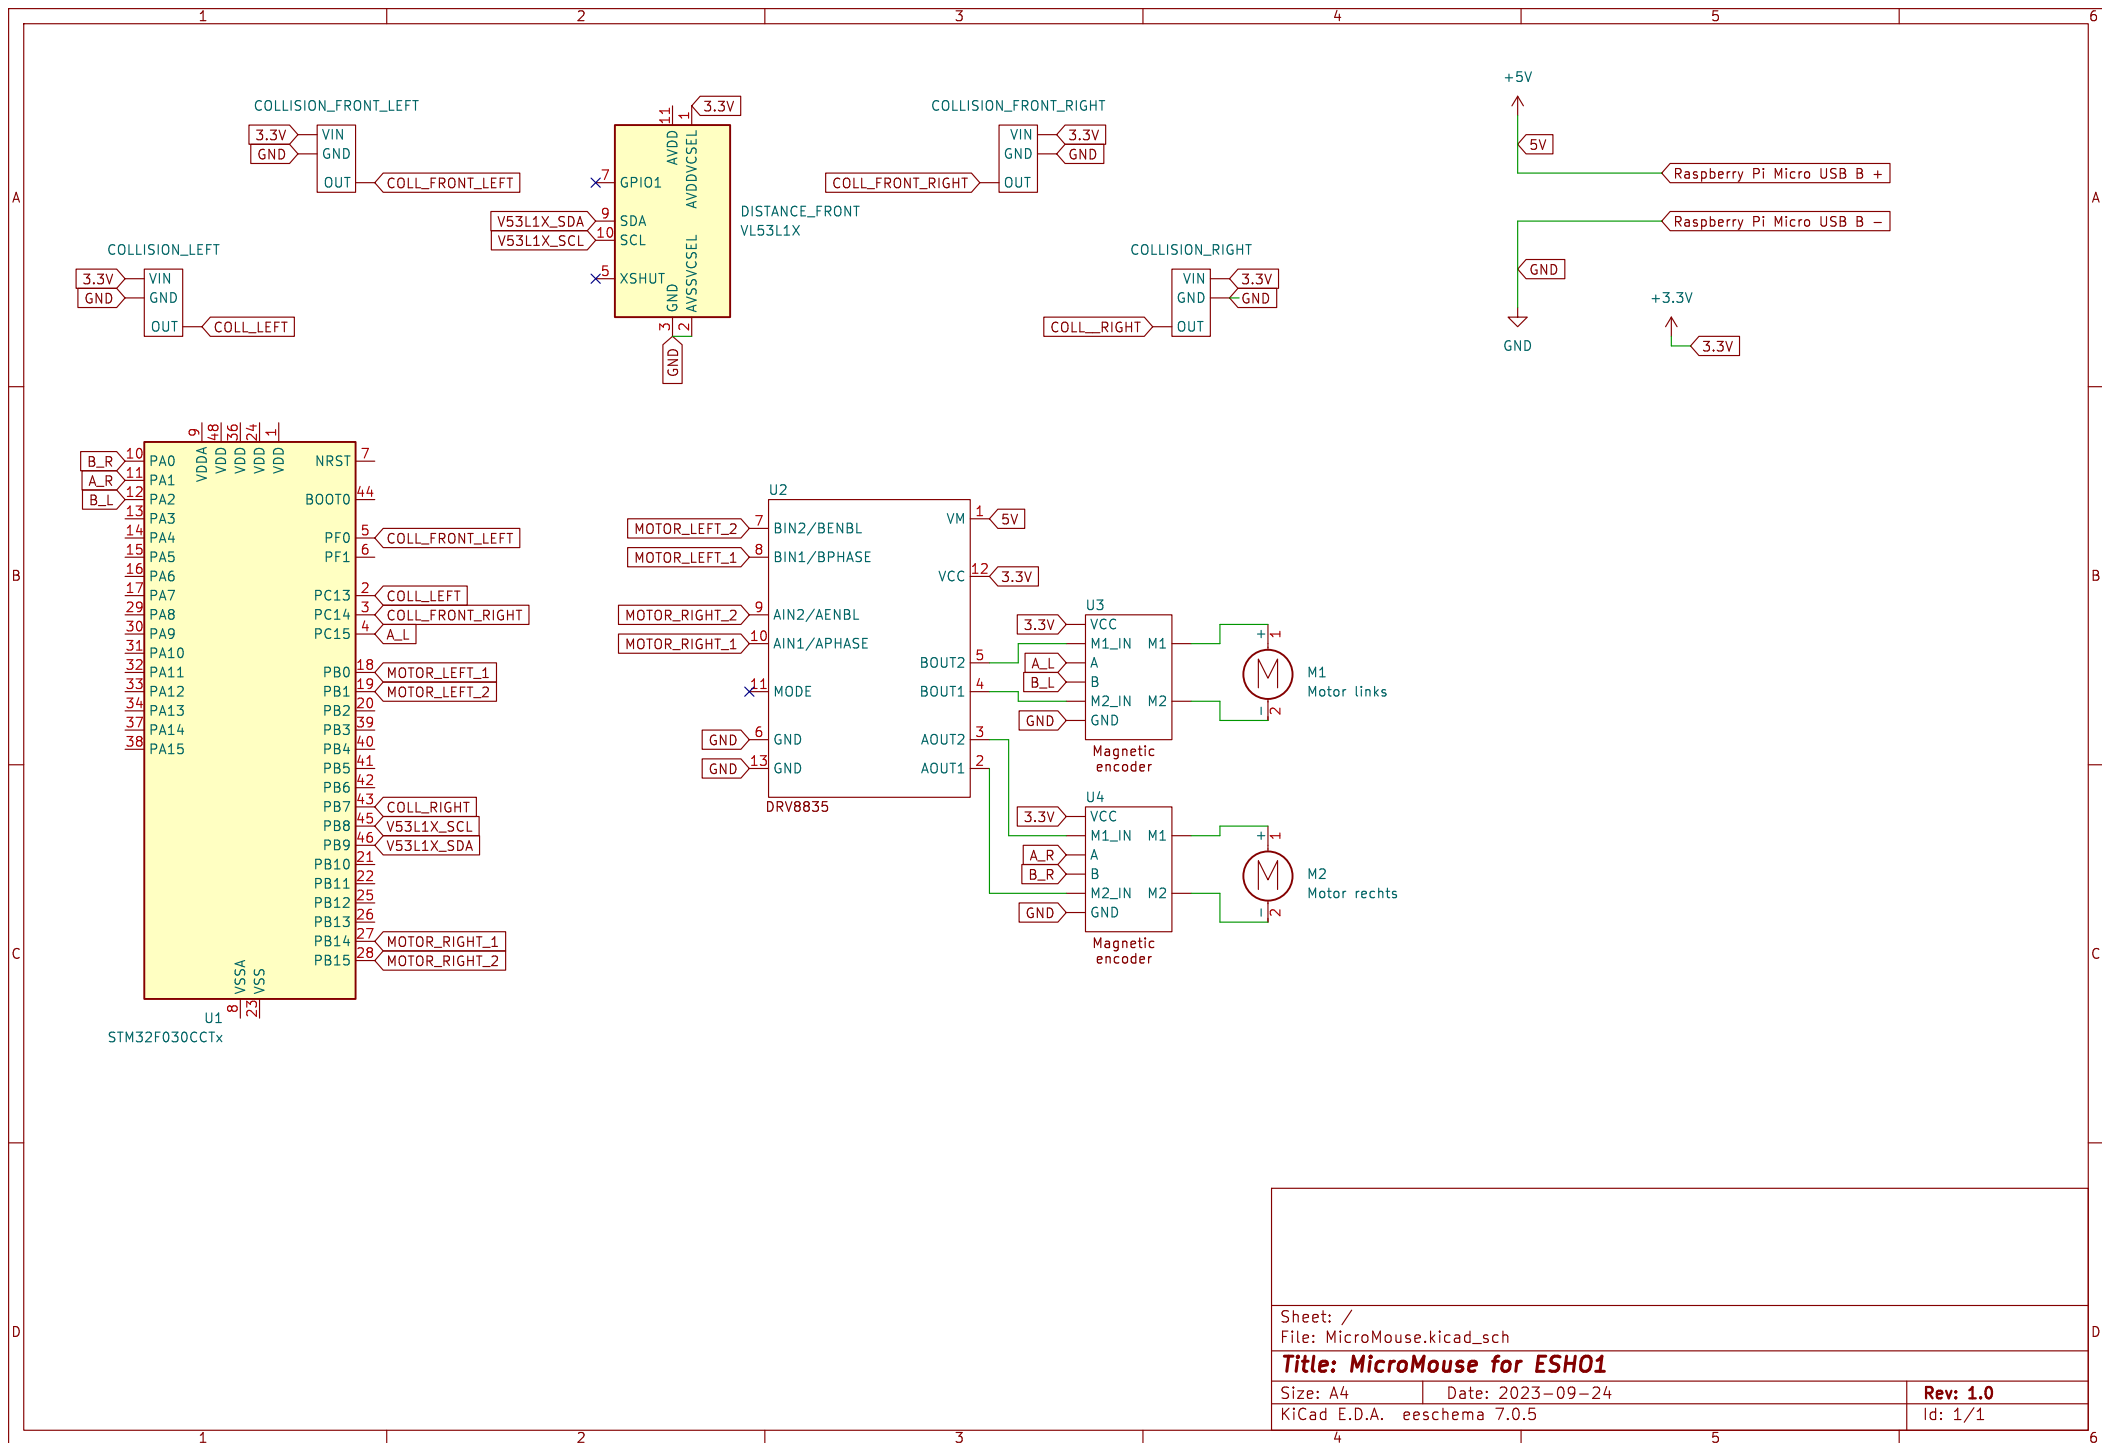 1 2 3 4 5 6
A
B
C
D
COLLISION_FRONT_LEFT
3.3V VIN
GND GND
OUT COLL_FRONT_LEFT
COLLISION_LEFT
3.3V VIN
GND GND
OUT COLL_LEFT
11 1 3.3V
AVDD AVDDVCSEL
7 GPIO1
V53L1X_SDA 9 SDA
V53L1X_SCL 10 SCL
5 XSHUT
GND AVSSVCSEL
3 2
GND
DISTANCE_FRONT
VL53L1X
COLLISION_FRONT_RIGHT
VIN 3.3V
GND GND
COLL_FRONT_RIGHT OUT
COLLISION_RIGHT
VIN 3.3V
GND GND
COLL__RIGHT OUT
+5V
5V
Raspberry Pi Micro USB B +
Raspberry Pi Micro USB B -
GND
GND
+3.3V
3.3V
9 48 36 24 1
VDDA VDD VDD VDD VDD
B_R 10 PA0
A_R 11 PA1
B_L 12 PA2
13 PA3
14 PA4
15 PA5
16 PA6
17 PA7
29 PA8
30 PA9
31 PA10
32 PA11
33 PA12
34 PA13
37 PA14
38 PA15
NRST 7
BOOT0 44
PF0 5 COLL_FRONT_LEFT
PF1 6
PC13 2 COLL_LEFT
PC14 3 COLL_FRONT_RIGHT
PC15 4 A_L
PB0 18 MOTOR_LEFT_1
PB1 19 MOTOR_LEFT_2
PB2 20
PB3 39
PB4 40
PB5 41
PB6 42
PB7 43 COLL_RIGHT
PB8 45 V53L1X_SCL
PB9 46 V53L1X_SDA
PB10 21
PB11 22
PB12 25
PB13 26
PB14 27 MOTOR_RIGHT_1
PB15 28 MOTOR_RIGHT_2
VSSA VSS
8 23
U1
STM32F030CCTx
U2
MOTOR_LEFT_2 7 BIN2/BENBL
MOTOR_LEFT_1 8 BIN1/BPHASE
MOTOR_RIGHT_2 9 AIN2/AENBL
MOTOR_RIGHT_1 10 AIN1/APHASE
11 MODE
GND 6 GND
GND 13 GND
VM 1 5V
VCC 12 3.3V
BOUT2 5
BOUT1 4
AOUT2 3
AOUT1 2
DRV8835
U3
3.3V VCC
M1_IN M1
A_L A
B_L B
M2_IN M2
GND GND
Magnetic
encoder
+ 1
M
- 2
M1
Motor links
U4
3.3V VCC
M1_IN M1
A_R A
B_R B
M2_IN M2
GND GND
Magnetic
encoder
+ 1
M
- 2
M2
Motor rechts
Sheet: /
File: MicroMouse.kicad_sch
Title: MicroMouse for ESHO1
Size: A4 Date: 2023-09-24 Rev: 1.0
KiCad E.D.A. eeschema 7.0.5 Id: 1/1
A
B
C
D
1 2 3 4 5 6